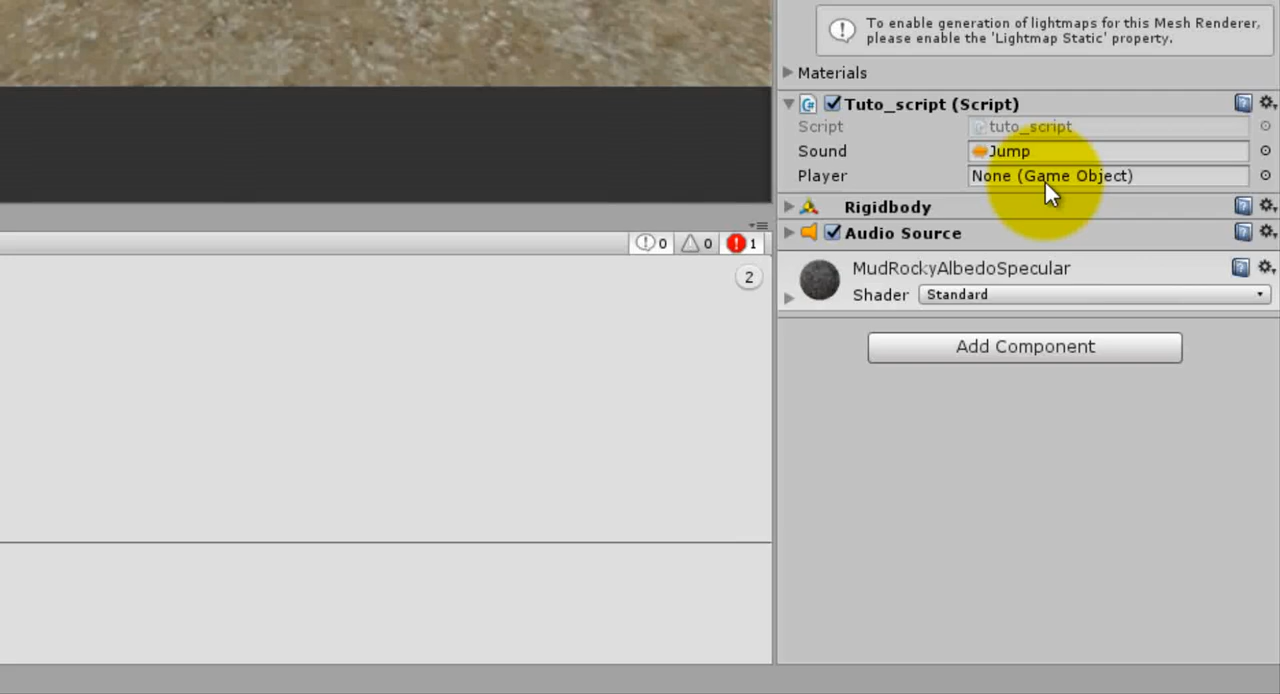 To enable generation of lightmaps for this Mesh Renderer,
please enable the 'Lightmap Static' property.
Materials
Tuto_script (Script)
Script tuto_script
Sound Jump
Player None (Game Object)
Rigidbody
Audio Source
0 0 1
2
MudRockyAlbedoSpecular
Shader Standard
Add Component